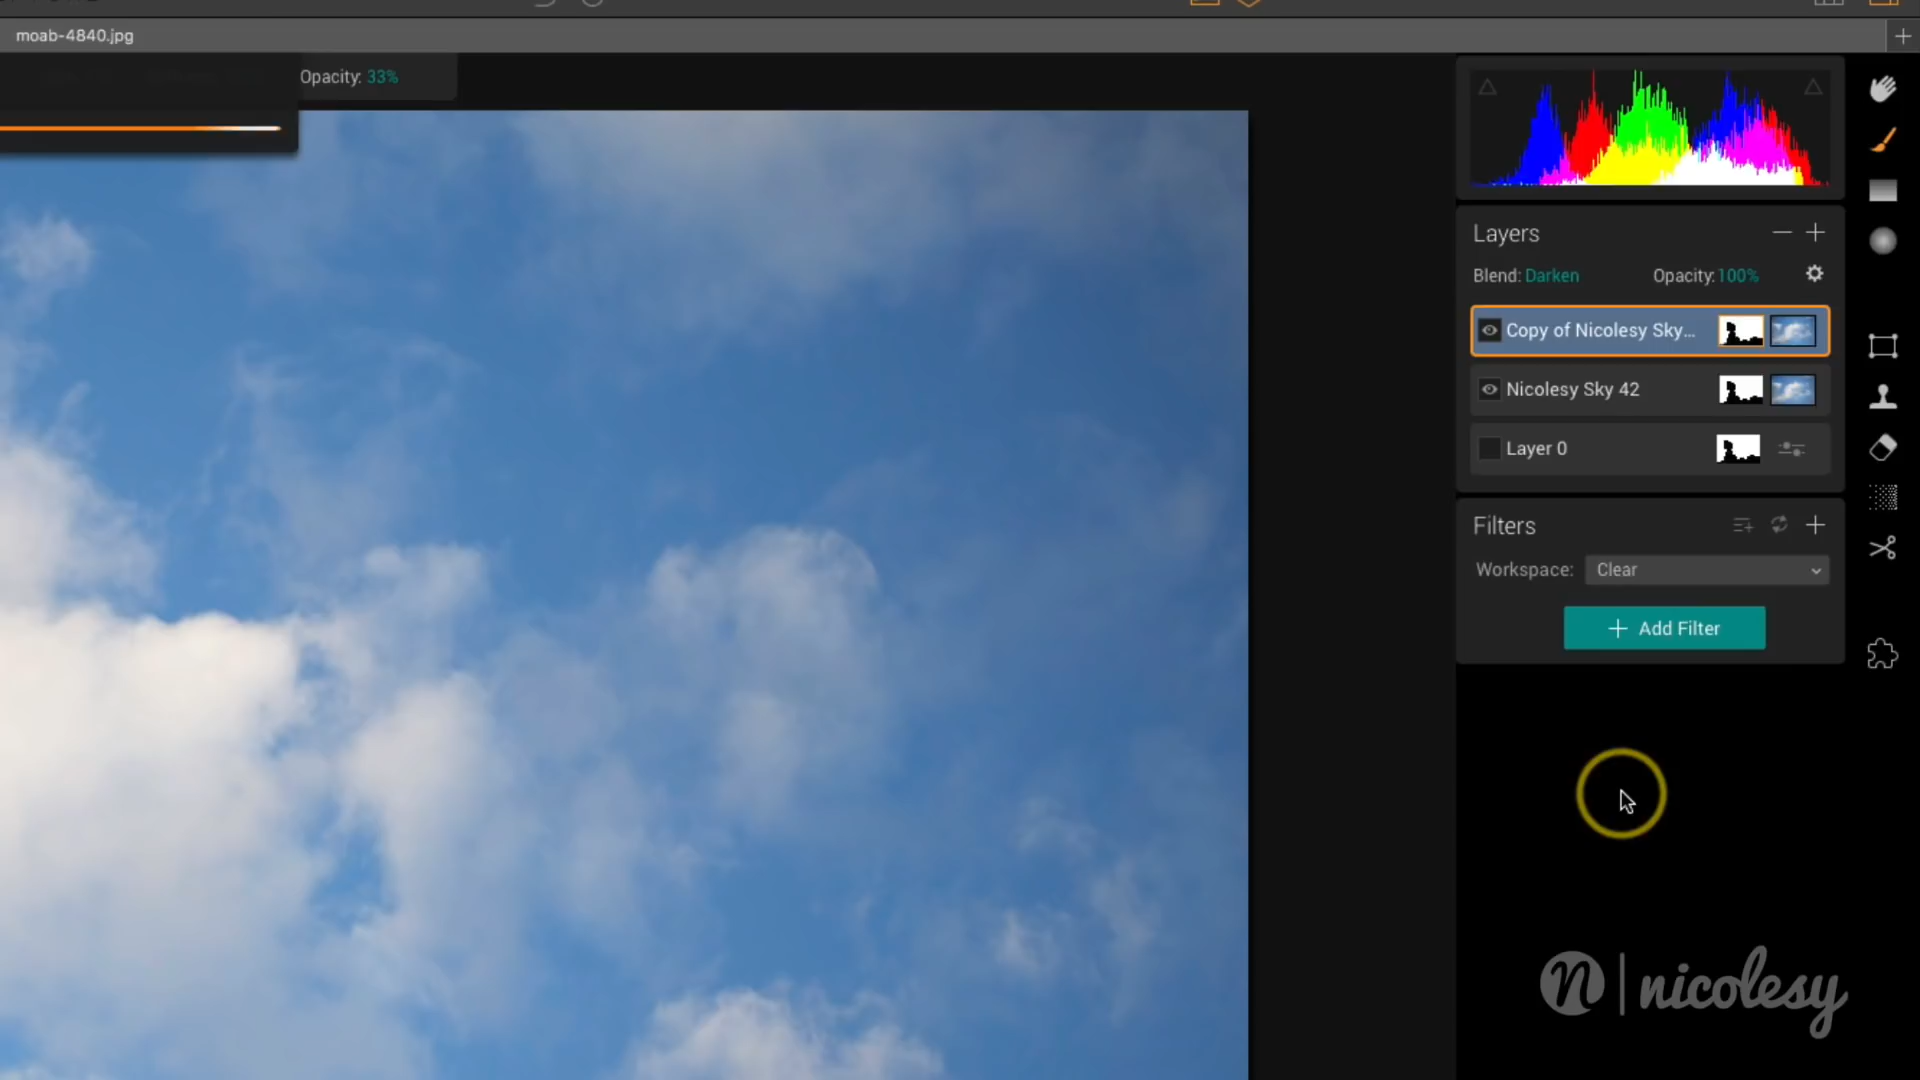 moab-4840.jpg
Opacity: 33%
Layers
Blend: Darken Opacity: 100%
Copy of Nicolesy Sky...
Nicolesy Sky 42
Layer 0
Filters
Workspace: Clear
Add Filter
n | nicolesy